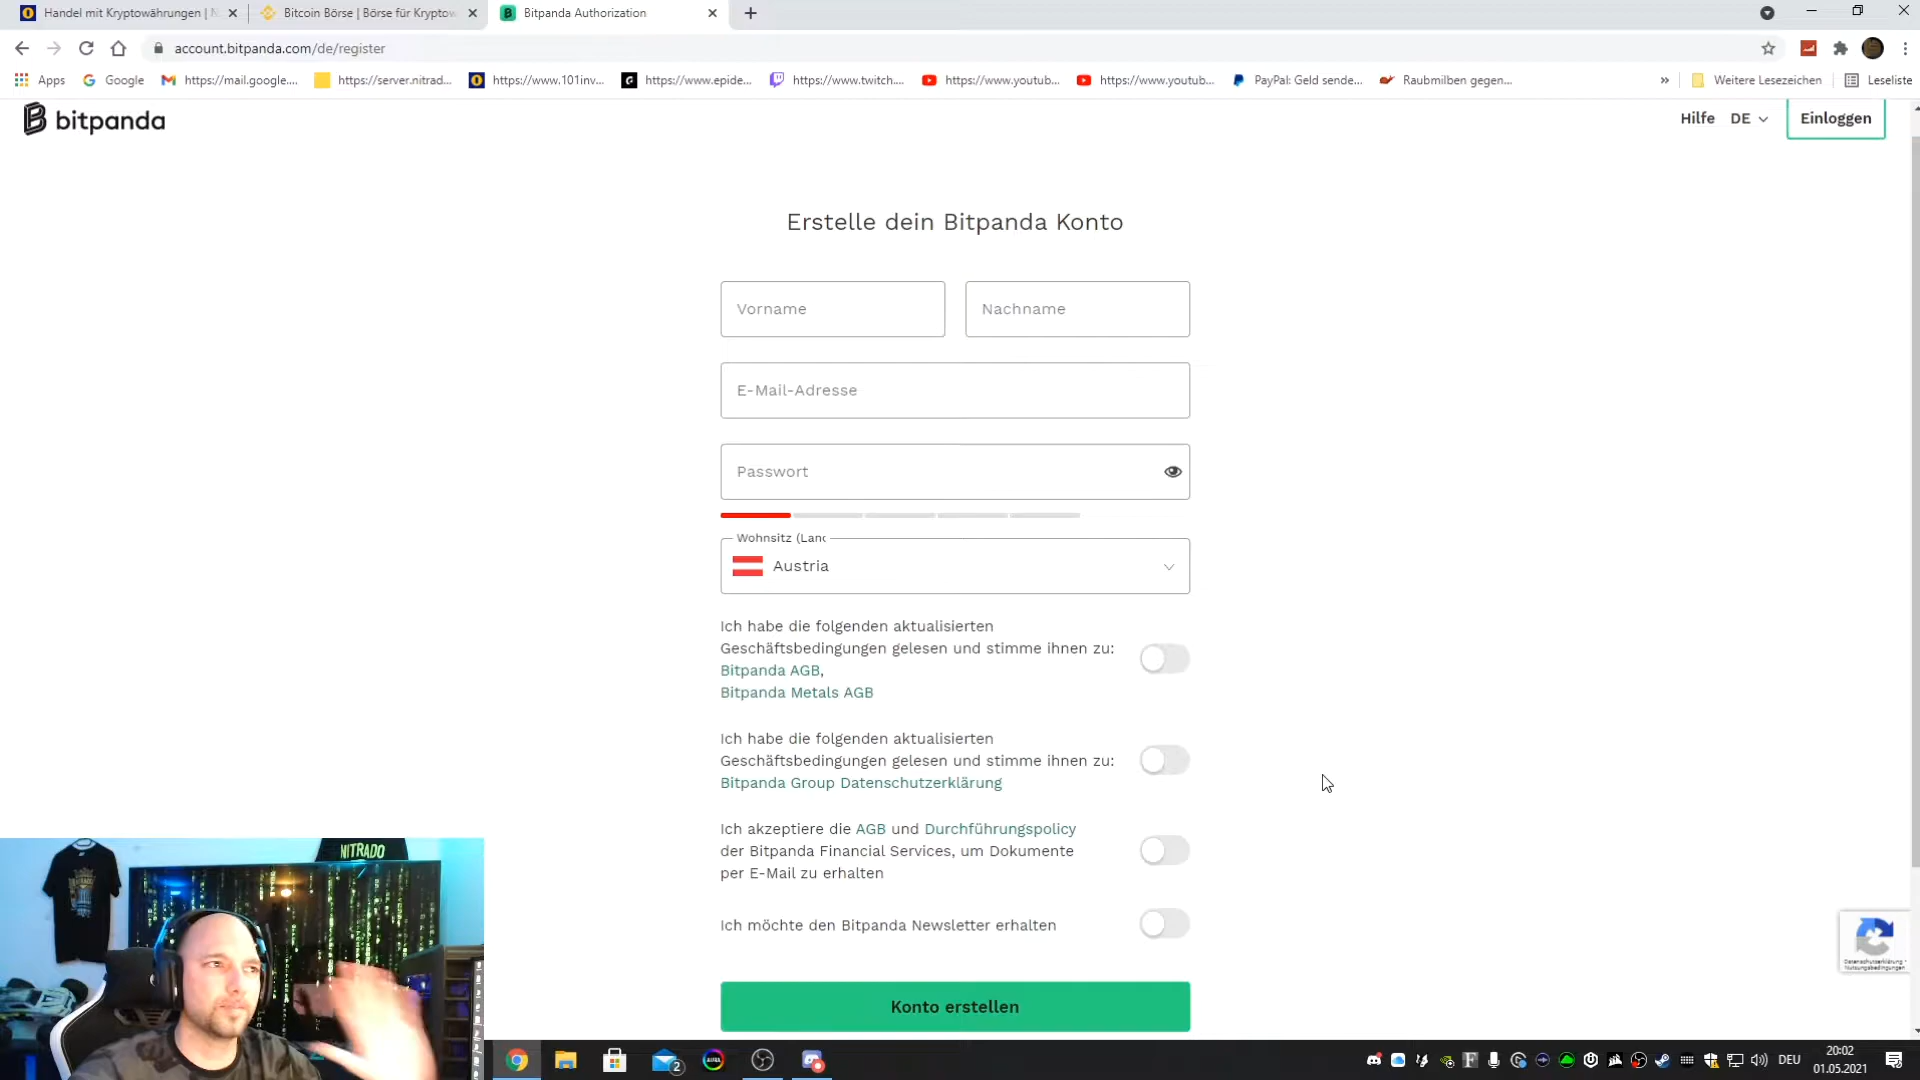 Handel mit Kryptowährungen | N
Bitcoin Börse | Börse für Kryptow
Bitpanda Authorization
account.bitpanda.com/de/register
Apps
Google
https://mail.google....
https://server.nitrad...
https://www.101inv...
https://www.epide...
https://www.twitch....
https://www.youtub...
https://www.youtub...
PayPal: Geld sende...
Raubmilben gegen...
»
Weitere Lesezeichen
Leseliste
bitpanda
Hilfe
DE
Einloggen
Erstelle dein Bitpanda Konto
Vorname
Nachname
E-Mail-Adresse
Passwort
Wohnsitz (Lanc
Austria
Ich habe die folgenden aktualisierten
Geschäftsbedingungen gelesen und stimme ihnen zu:
Bitpanda AGB,
Bitpanda Metals AGB
Ich habe die folgenden aktualisierten
Geschäftsbedingungen gelesen und stimme ihnen zu:
Bitpanda Group Datenschutzerklärung
Ich akzeptiere die AGB und Durchführungspolicy
der Bitpanda Financial Services, um Dokumente
per E-Mail zu erhalten
Ich möchte den Bitpanda Newsletter erhalten
Konto erstellen
Datenschutzerklärung •
Nutzungsbedingungen
NITRADO
2
DEU
20:02
01.05.2021